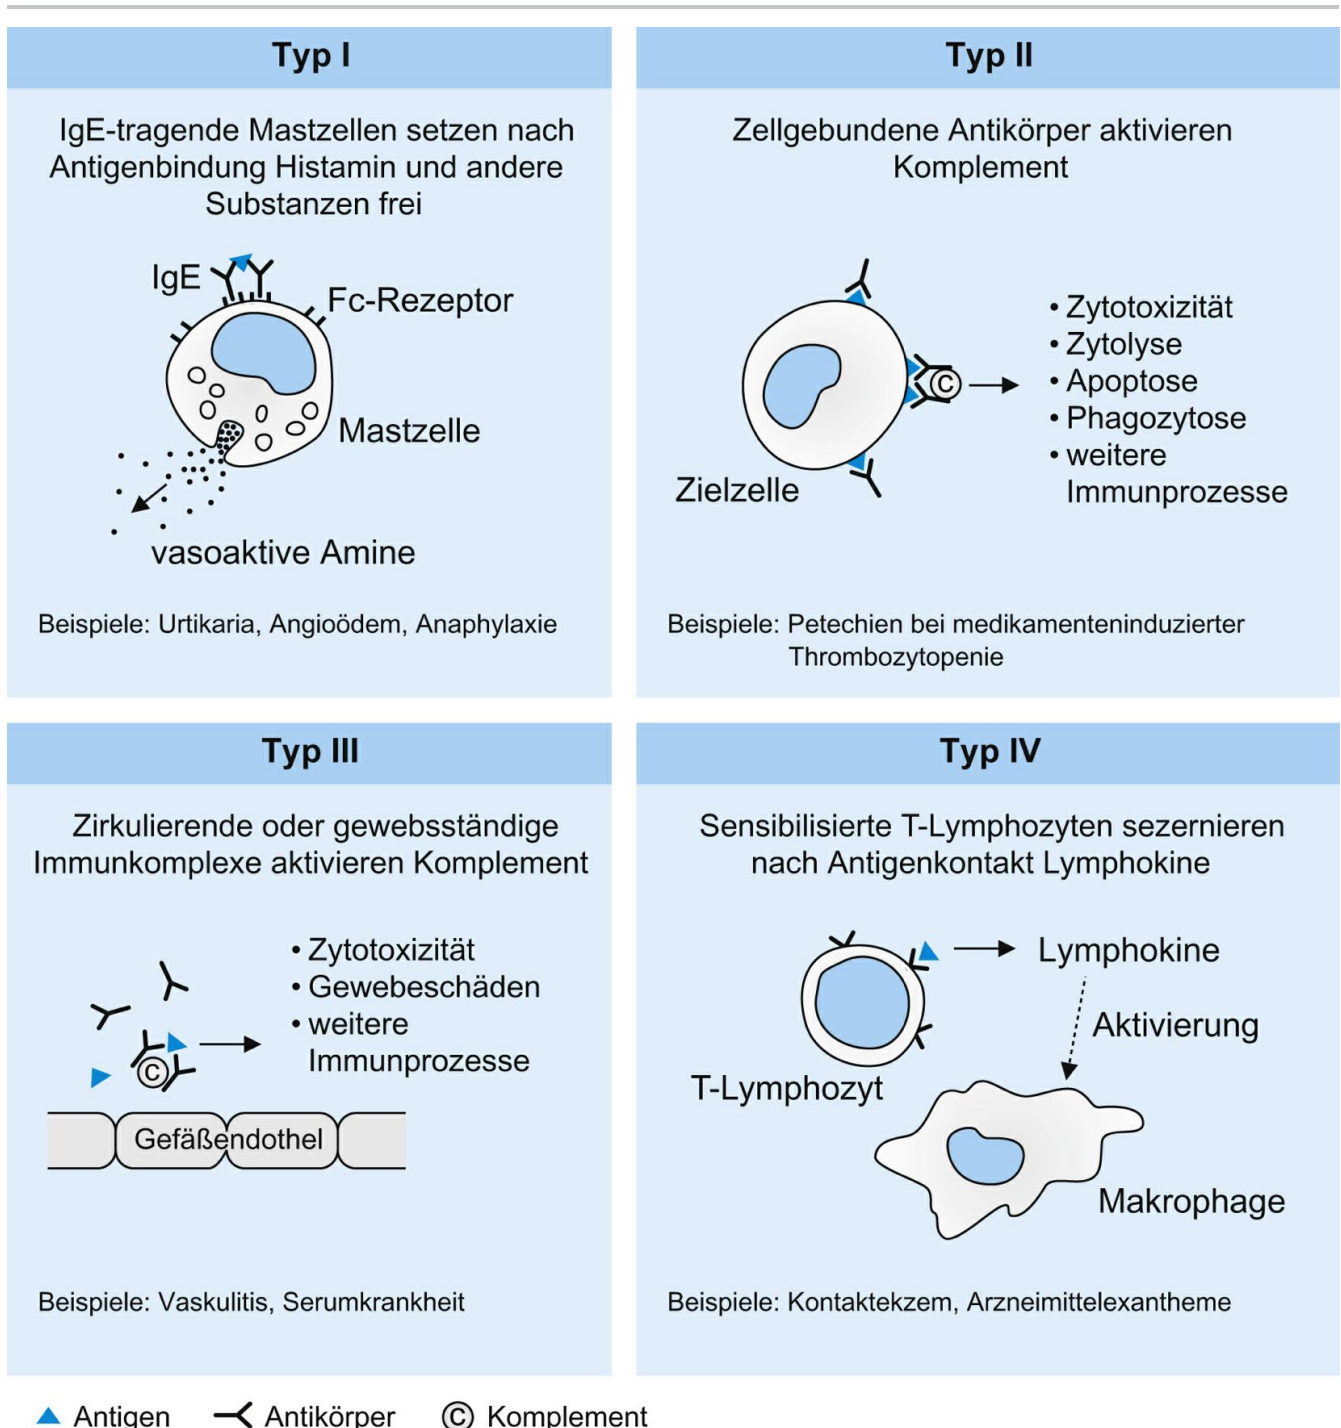 Typ I
IgE-tragende Mastzellen setzen nach
Antigenbindung Histamin und andere
Substanzen frei
IgE
Fc-Rezeptor
Mastzelle
vasoaktive Amine
Beispiele: Urtikaria, Angioödem, Anaphylaxie
Typ II
Zellgebundene Antikörper aktivieren
Komplement
C
• Zytotoxizität
• Zytolyse
• Apoptose
• Phagozytose
• weitere
Immunprozesse
Zielzelle
Beispiele: Petechien bei medikamenteninduzierter
Thrombozytopenie
Typ III
Zirkulierende oder gewebsständige
Immunkomplexe aktivieren Komplement
• Zytotoxizität
• Gewebeschäden
• weitere
Immunprozesse
C
Gefäßendothel
Beispiele: Vaskulitis, Serumkrankheit
Typ IV
Sensibilisierte T-Lymphozyten sezernieren
nach Antigenkontakt Lymphokine
Lymphokine
Aktivierung
T-Lymphozyt
Makrophage
Beispiele: Kontaktekzem, Arzneimittelexantheme
Antigen Antikörper C Komplement